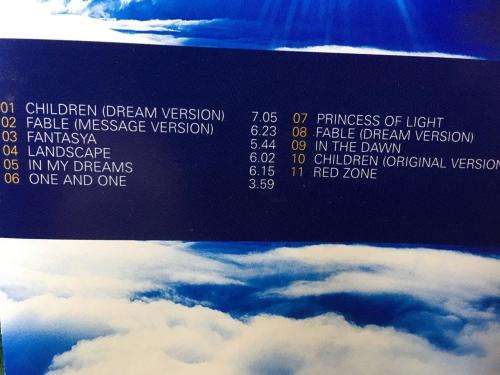 01 CHILDREN (DREAM VERSION) 7.05
02 FABLE (MESSAGE VERSION) 6.23
03 FANTASYA 5.44
04 LANDSCAPE 6.02
05 IN MY DREAMS 6.15
06 ONE AND ONE 3.59
07 PRINCESS OF LIGHT
08 FABLE (DREAM VERSION)
09 IN THE DAWN
10 CHILDREN (ORIGINAL VERSION
11 RED ZONE